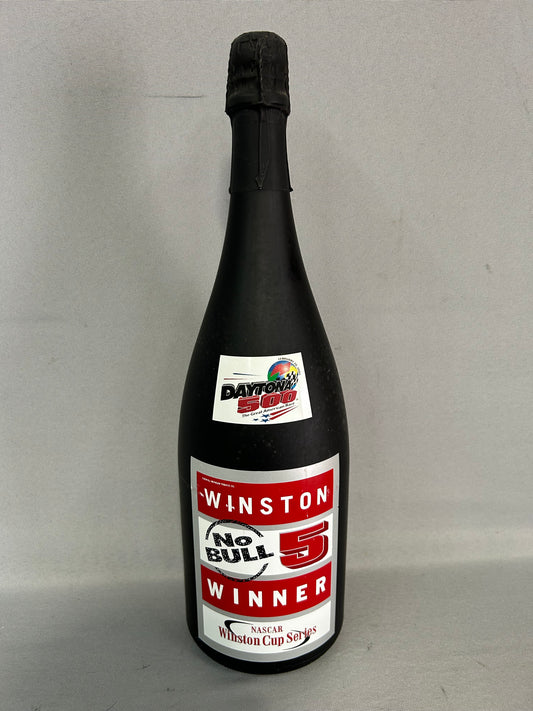 DAYTONA
500
The Great American Race
WINSTON
No
BULL
5
WINNER
NASCAR
Winston Cup Series